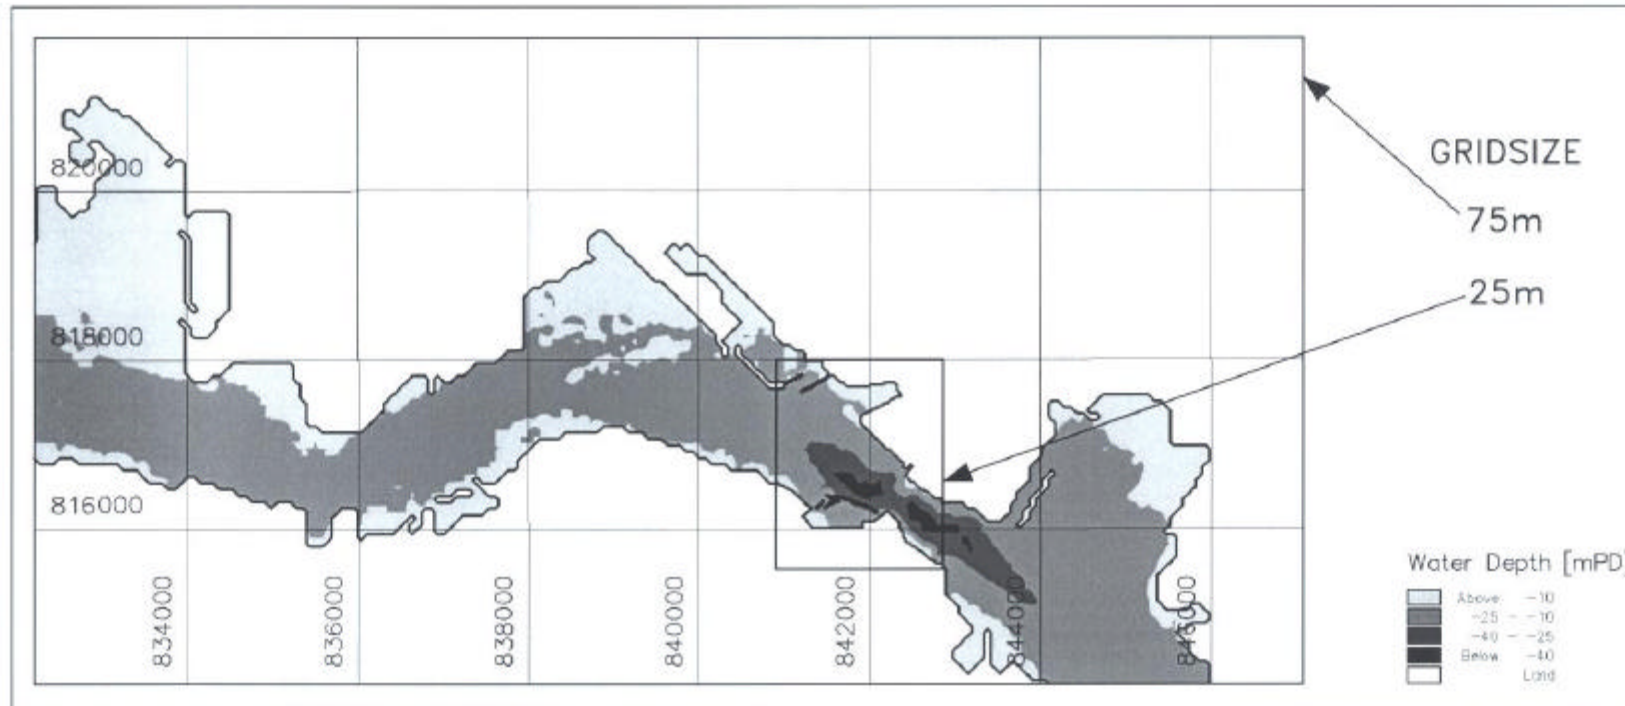 820000
818000
816000
834000
836000
838000
840000
842000
844000
846000
GRIDSIZE
75m
25m
Water Depth [mPD]
Above -10
-25 - -10
-40 - -25
Below -40
Land